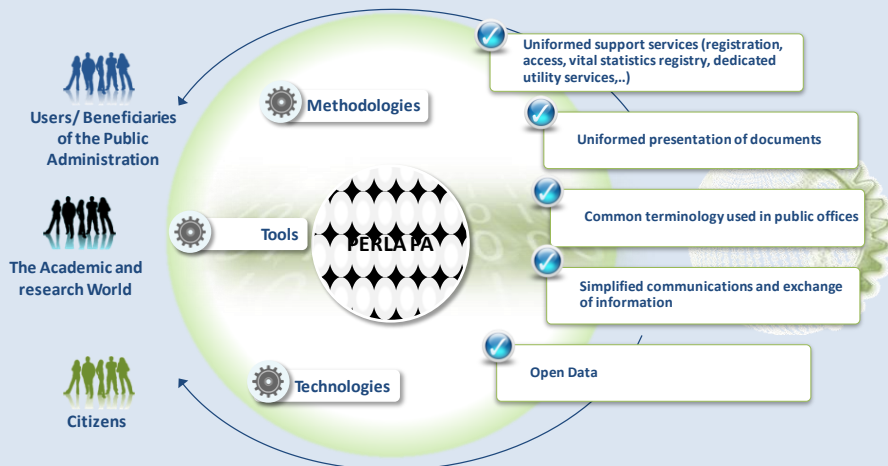 Users/ Beneficiaries
of the Public
Administration
The Academic and
research World
Citizens
Methodologies
Tools
Technologies
PERLA PA
Uniformed support services (registration,
access, vital statistics registry, dedicated
utility services,..)
Uniformed presentation of documents
Common terminology used in public offices
Simplified communications and exchange
of information
Open Data